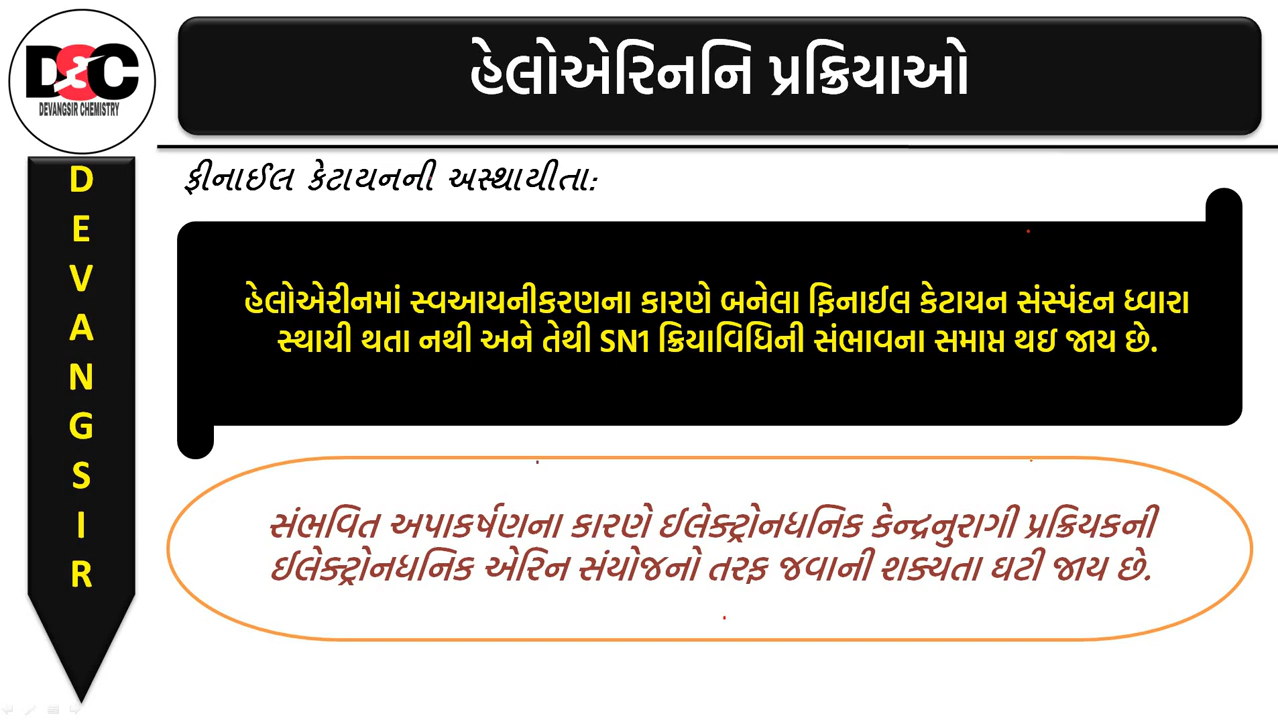 D&C
DEVANGSIR CHEMISTRY
હેલોએરિનનિ પ્રક્રિયાઓ
D
E
V
A
N
G
S
I
R
ફીનાઈલ કેટાયનની અસ્થાયીતા:
હેલોએરીનમાં સ્વઆયનીકરણના કારણે બનેલા ફિનાઈલ કેટાયન સંસ્પંદન ધ્વારા
સ્થાયી થતા નથી અને તેથી SN1 ક્રિયાવિધિની સંભાવના સમાપ્ત થઇ જાય છે.
સંભવિત અપાકર્ષણના કારણે ઈલેક્ટ્રોનધનિક કેન્દ્રનુરાગી પ્રક્રિયકની
ઈલેક્ટ્રોનધનિક એરિન સંયોજનો તરફ જવાની શક્યતા ઘટી જાય છે.